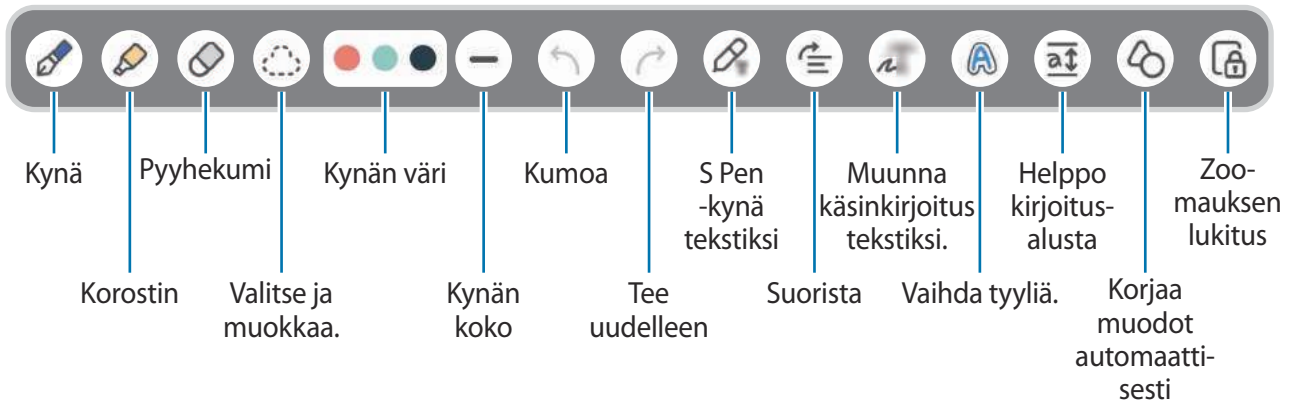 Kynä
Pyyhekumi
Kynän väri
Kumoa
S Pen
-kynä
tekstiksi
Muunna
käsinkirjoitus
tekstiksi.
Helppo
kirjoitus-
alusta
Zoo-
mauksen
lukitus
Korostin
Valitse ja
muokkaa.
Kynän
koko
Tee
uudelleen
Suorista
Vaihda tyyliä.
Korjaa
muodot
automaatti-
sesti